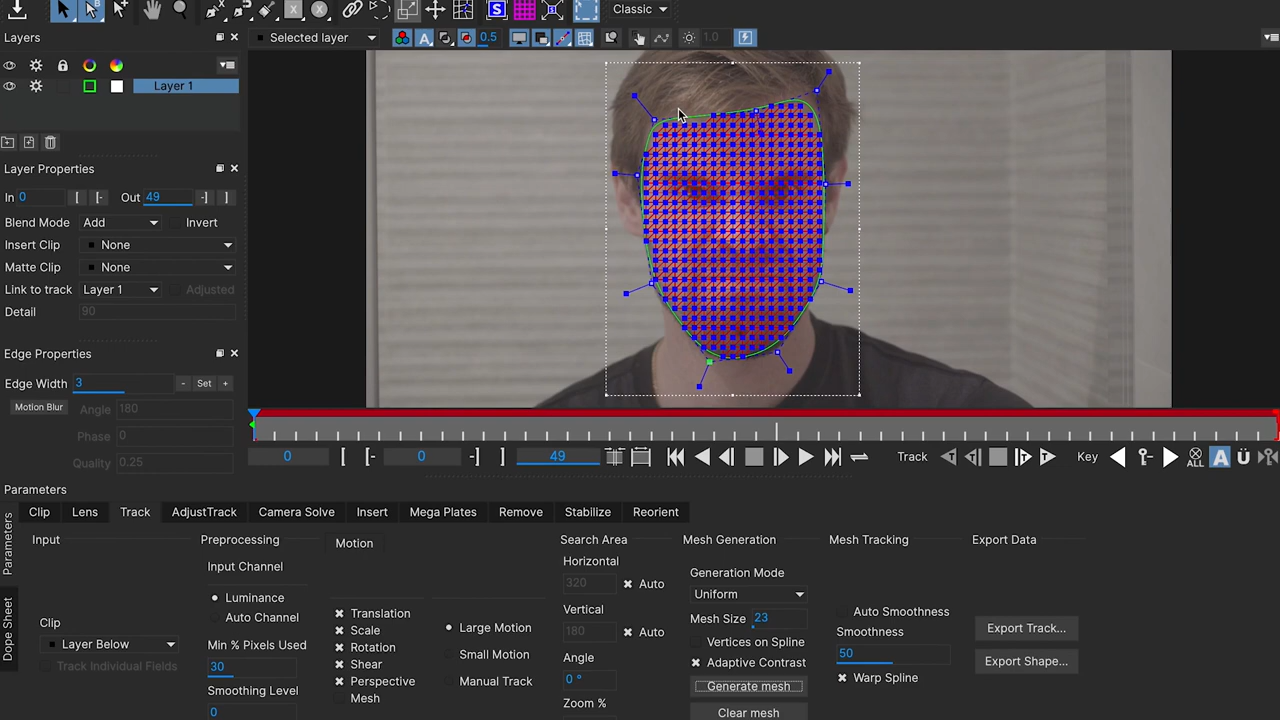 Classic
Layers
Selected layer
0.5
1.0
Layer 1
Layer Properties
In 0 [ [- Out 49 -] ]
Blend Mode Add Invert
Insert Clip None
Matte Clip None
Link to track Layer 1 Adjusted
Detail 90
Edge Properties
Edge Width 3 - Set +
Motion Blur Angle 180
Phase 0
Quality 0.25
0 [ [- 0 -] ] 49 Track Key ALL A Ü
Parameters
Clip Lens Track AdjustTrack Camera Solve Insert Mega Plates Remove Stabilize Reorient
Parameters
Dope Sheet
Input
Clip
Layer Below
Track Individual Fields
Preprocessing
Input Channel
Luminance
Auto Channel
Min % Pixels Used
30
Smoothing Level
0
Motion
Translation
Scale
Rotation
Shear
Perspective
Mesh
Large Motion
Small Motion
Manual Track
Search Area
Horizontal
320 Auto
Vertical
180 Auto
Angle
0 °
Zoom %
Mesh Generation
Generation Mode
Uniform
Mesh Size 23
Vertices on Spline
Adaptive Contrast
Generate mesh
Clear mesh
Mesh Tracking
Auto Smoothness
Smoothness
50
Warp Spline
Export Data
Export Track...
Export Shape...